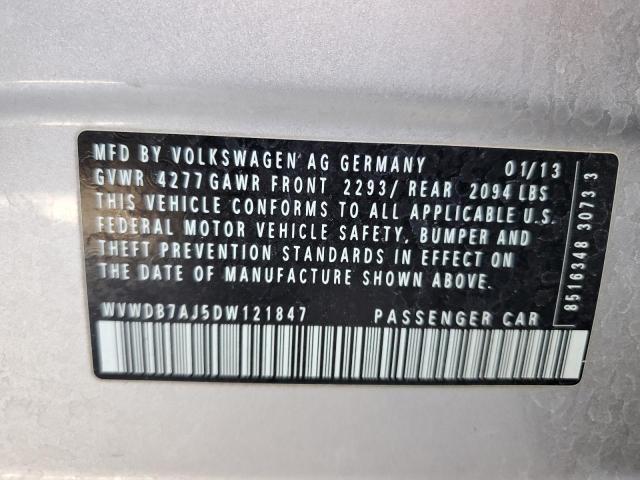 MFD BY VOLKSWAGEN AG GERMANY 01/13
GVWR 4277 GAWR FRONT 2293/ REAR 2094 LBS
THIS VEHICLE CONFORMS TO ALL APPLICABLE U.S.
FEDERAL MOTOR VEHICLE SAFETY, BUMPER AND
THEFT PREVENTION STANDARDS IN EFFECT ON
THE DATE OF MANUFACTURE SHOWN ABOVE.
WVWDB7AJ5DW121847 PASSENGER CAR
8516348 3073 3